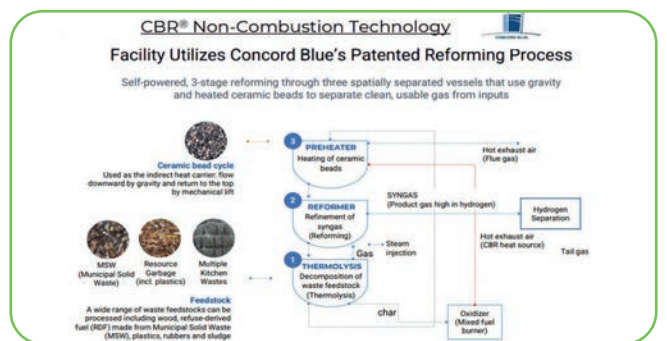 CBR® Non-Combustion Technology
CONCORD BLUE
Facility Utilizes Concord Blue's Patented Reforming Process
Self-powered, 3-stage reforming through three spatially separated vessels that use gravity
and heated ceramic beads to separate clean, usable gas from inputs
Ceramic bead cycle
Used as the indirect heat carrier: flow
downward by gravity and return to the top
by mechanical lift
3
PREHEATER
Heating of ceramic
beads
Hot exhaust air
(Flue gas)
2
REFORMER
Refinement of
syngas
(Reforming)
SYNGAS
(Product gas high in hydrogen)
Hydrogen
Separation
Hot exhaust air
(CBR heat source)
Tail gas
Gas
Steam
injection
1
THERMOLYSIS
Decomposition of
waste feedstock
(Thermolysis)
char
Oxidizer
(Mixed fuel
burner)
MSW
(Municipal Solid
Waste)
Resource
Garbage
(incl. plastics)
Multiple
Kitchen
Wastes
Feedstock
A wide range of waste feedstocks can be
processed including wood, refuse-derived
fuel (RDF) made from Municipal Solid Waste
(MSW), plastics, rubbers and sludge